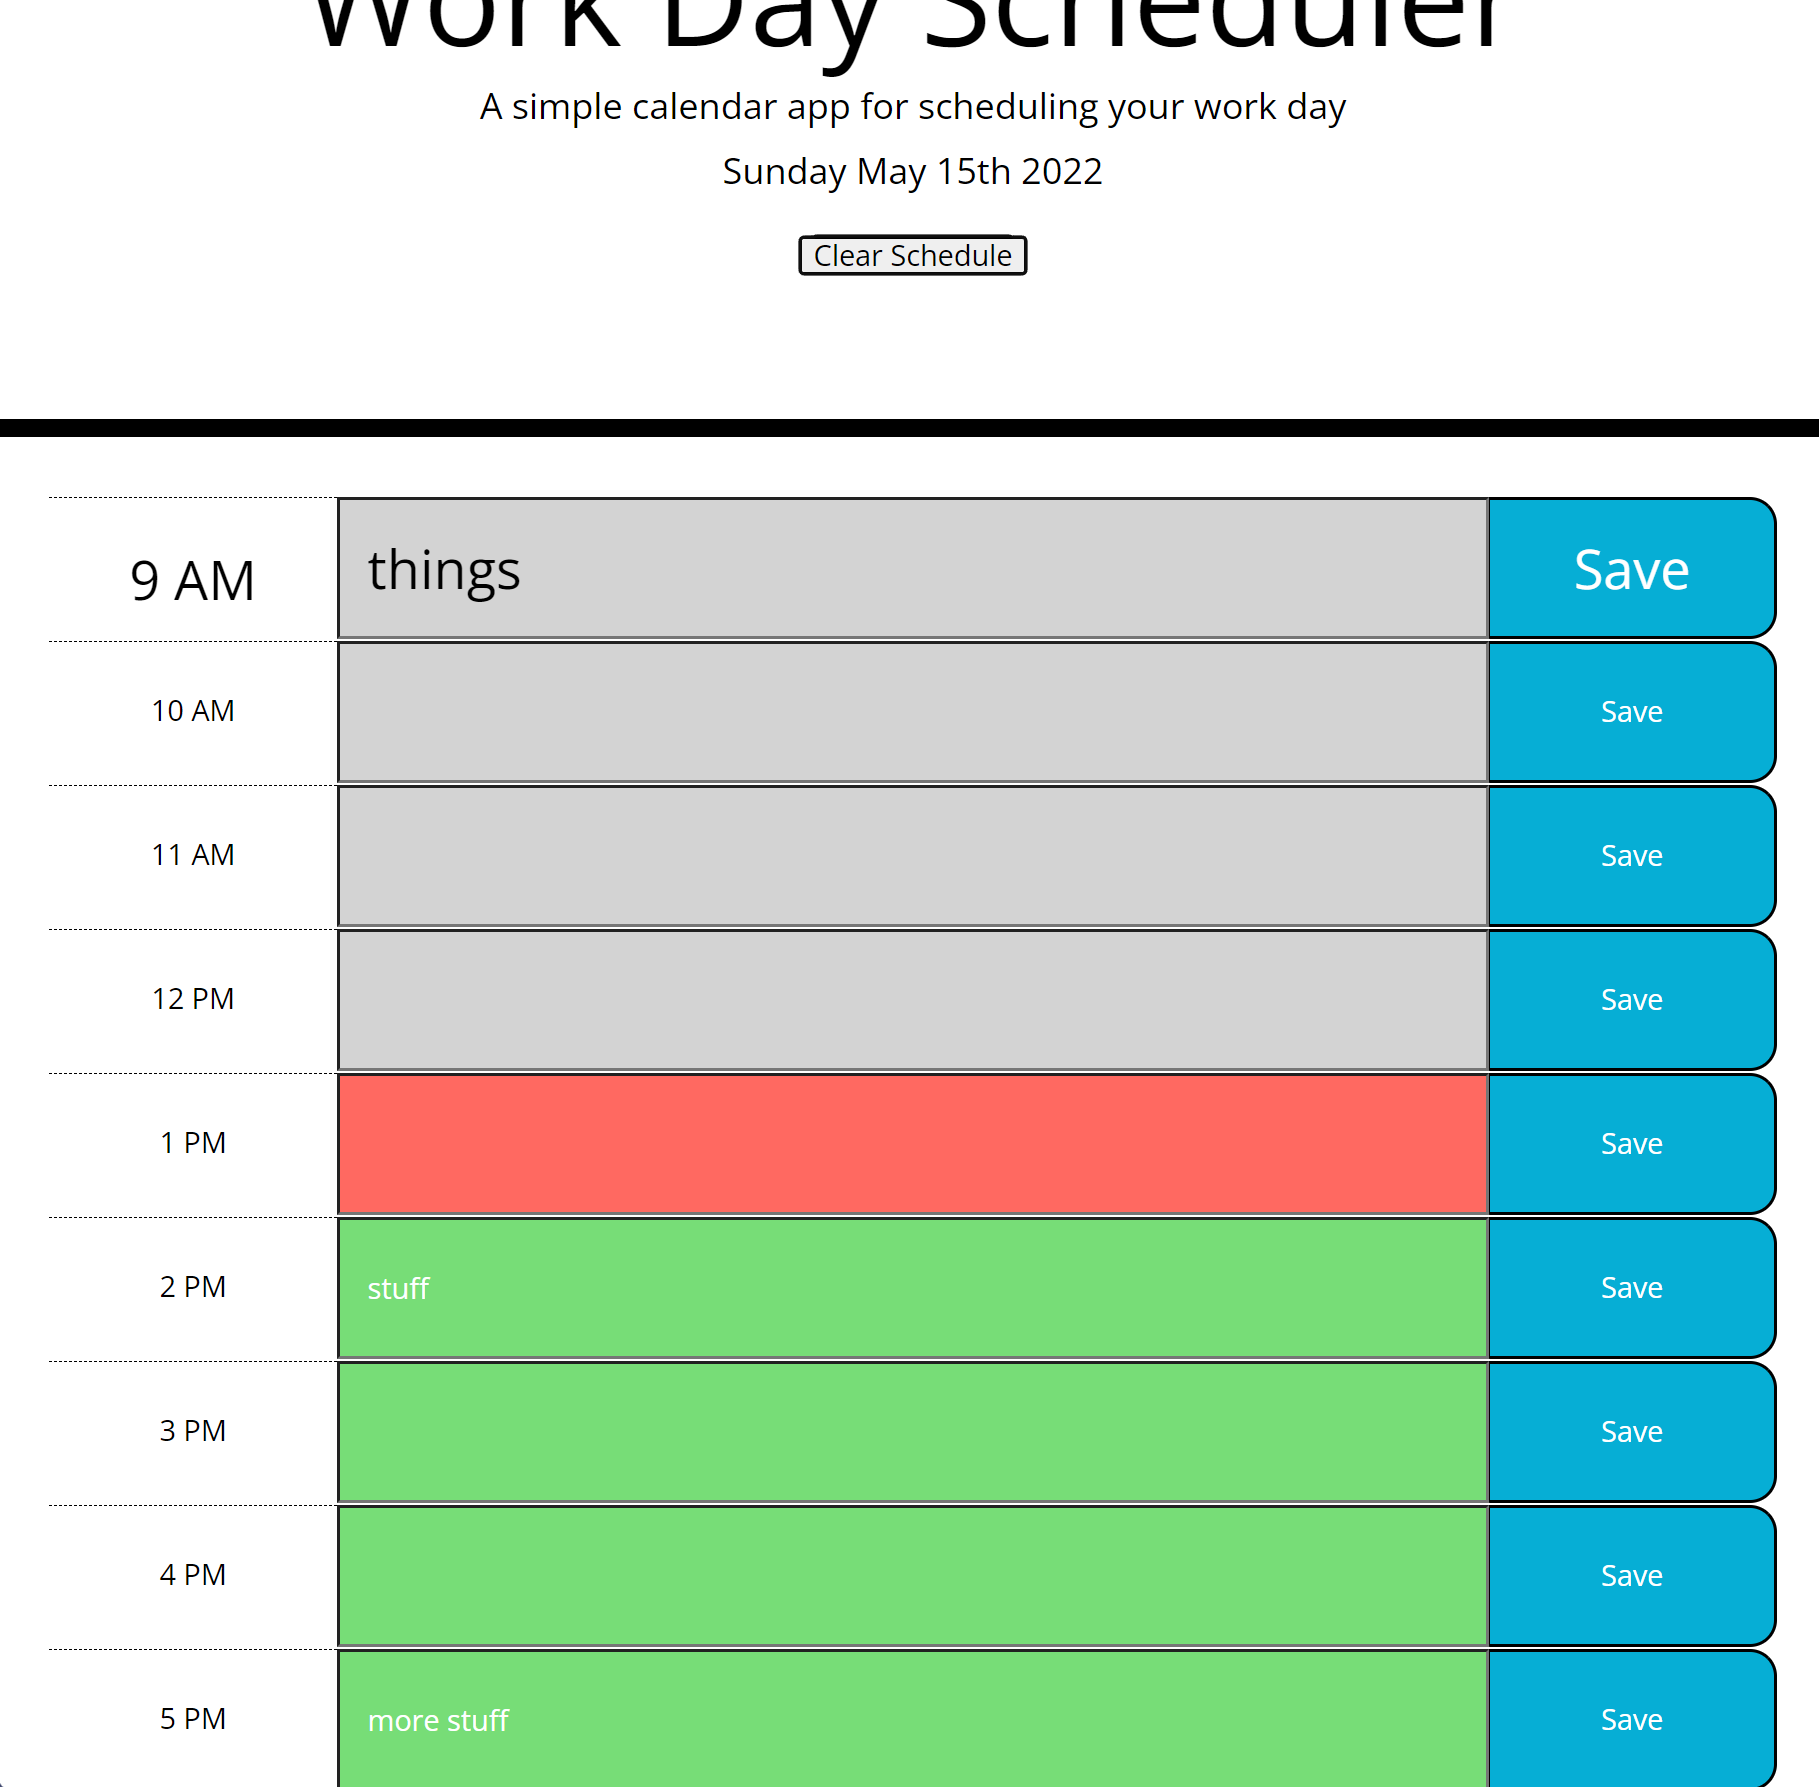 Work Day Scheduler
A simple calendar app for scheduling your work day
Sunday May 15th 2022
Clear Schedule
9 AM things Save
10 AM Save
11 AM Save
12 PM Save
1 PM Save
2 PM stuff Save
3 PM Save
4 PM Save
5 PM more stuff Save